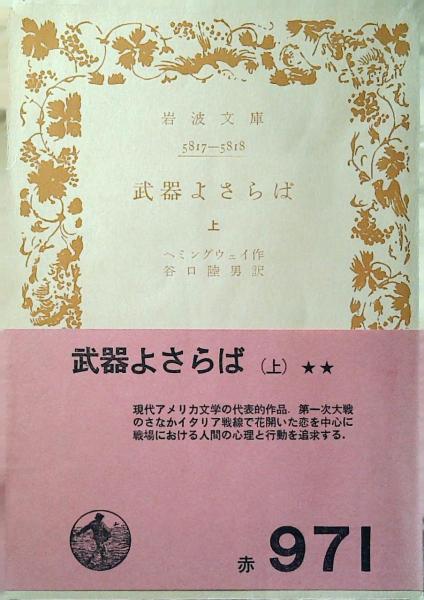 岩波文庫
5817—5818
武器よさらば
上
ヘミングウェイ作
谷口陸男訳
武器よさらば（上）★★
現代アメリカ文学の代表的作品．第一次大戦
のさなかイタリア戦線で花開いた恋を中心に
戦場における人間の心理と行動を追求する．
赤 971